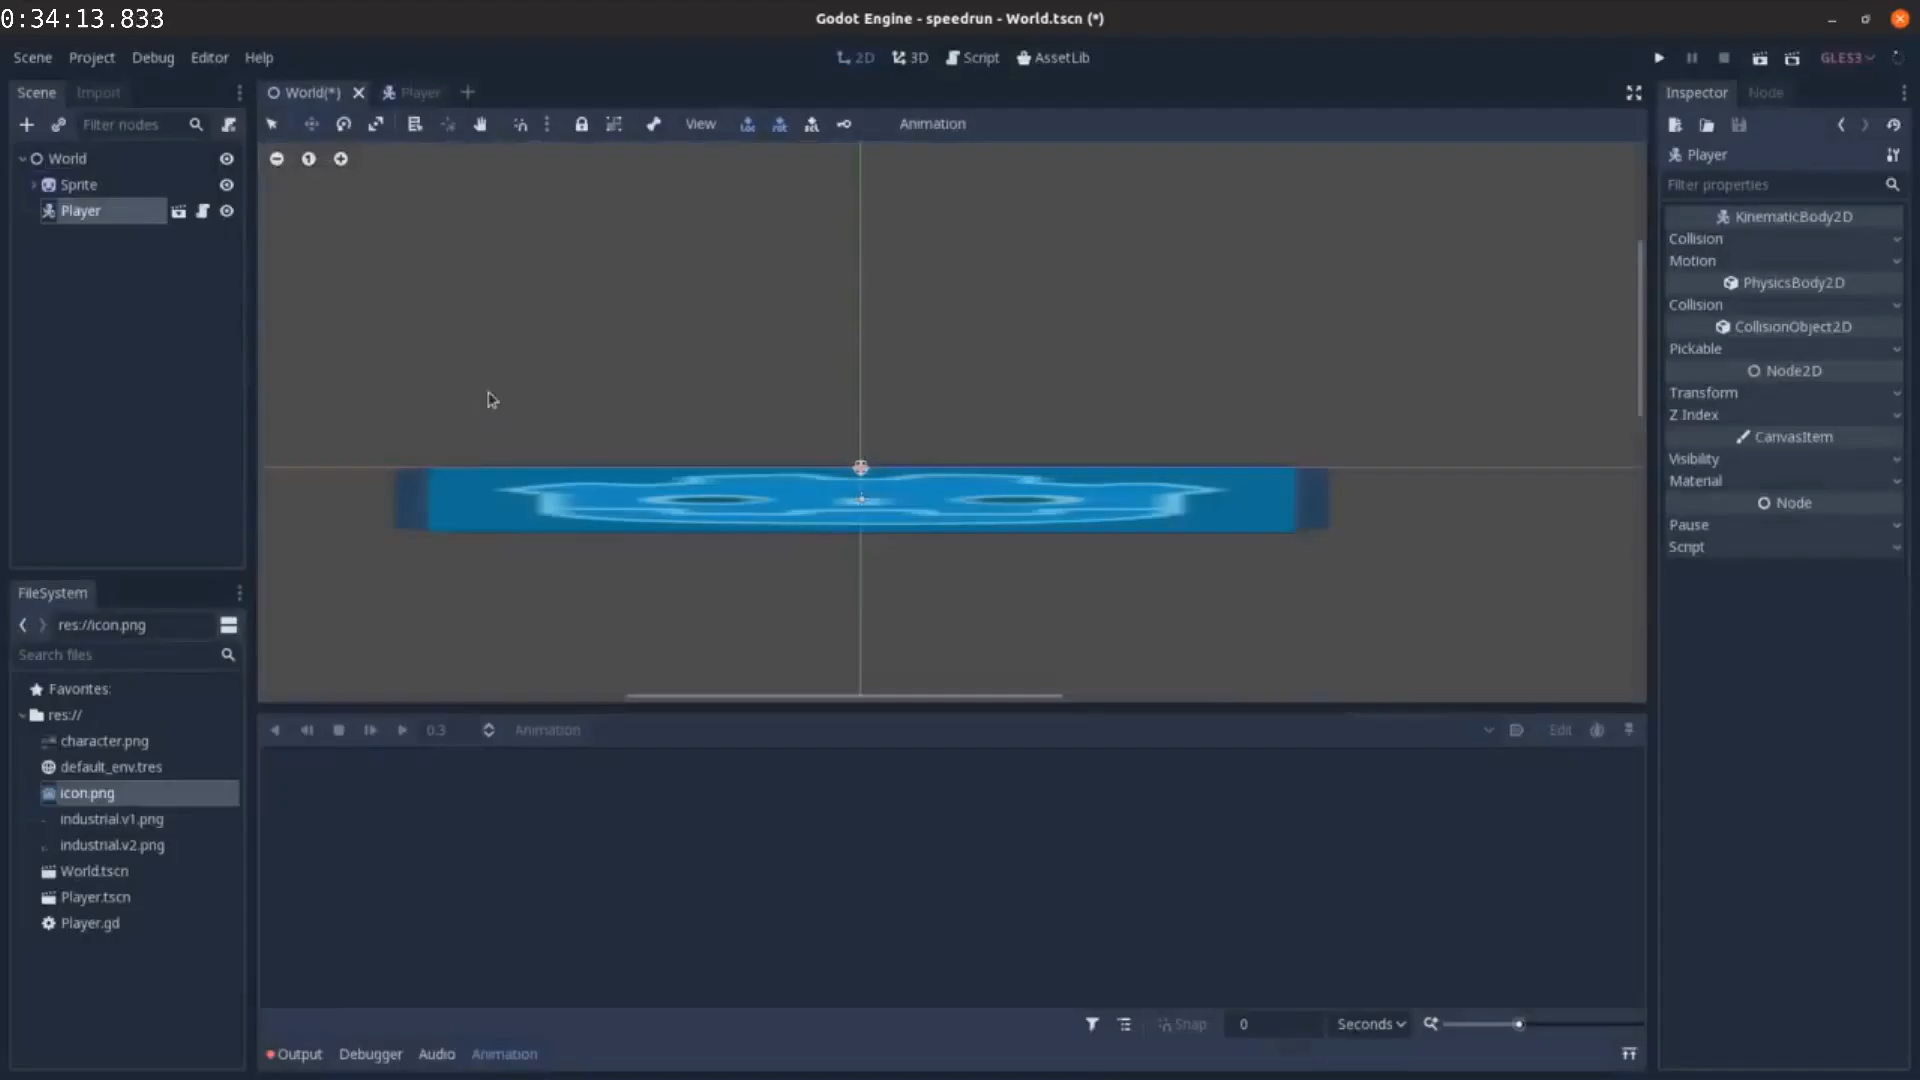 0:34:13.833
Godot Engine - speedrun - World.tscn (*)
Scene Project Debug Editor Help
2D 3D Script AssetLib
GLES3
Scene Import
World(*) Player
Inspector Node
Filter nodes
View
Animation
World
Sprite
Player
Player
Filter properties
KinematicBody2D
Collision
Motion
PhysicsBody2D
Collision
CollisionObject2D
Pickable
Node2D
Transform
Z Index
CanvasItem
Visibility
Material
Node
Pause
Script
FileSystem
res://icon.png
Search files
Favorites:
res://
character.png
default_env.tres
icon.png
industrial.v1.png
industrial.v2.png
World.tscn
Player.tscn
Player.gd
0.3 Animation Edit
Snap 0 Seconds
Output Debugger Audio Animation